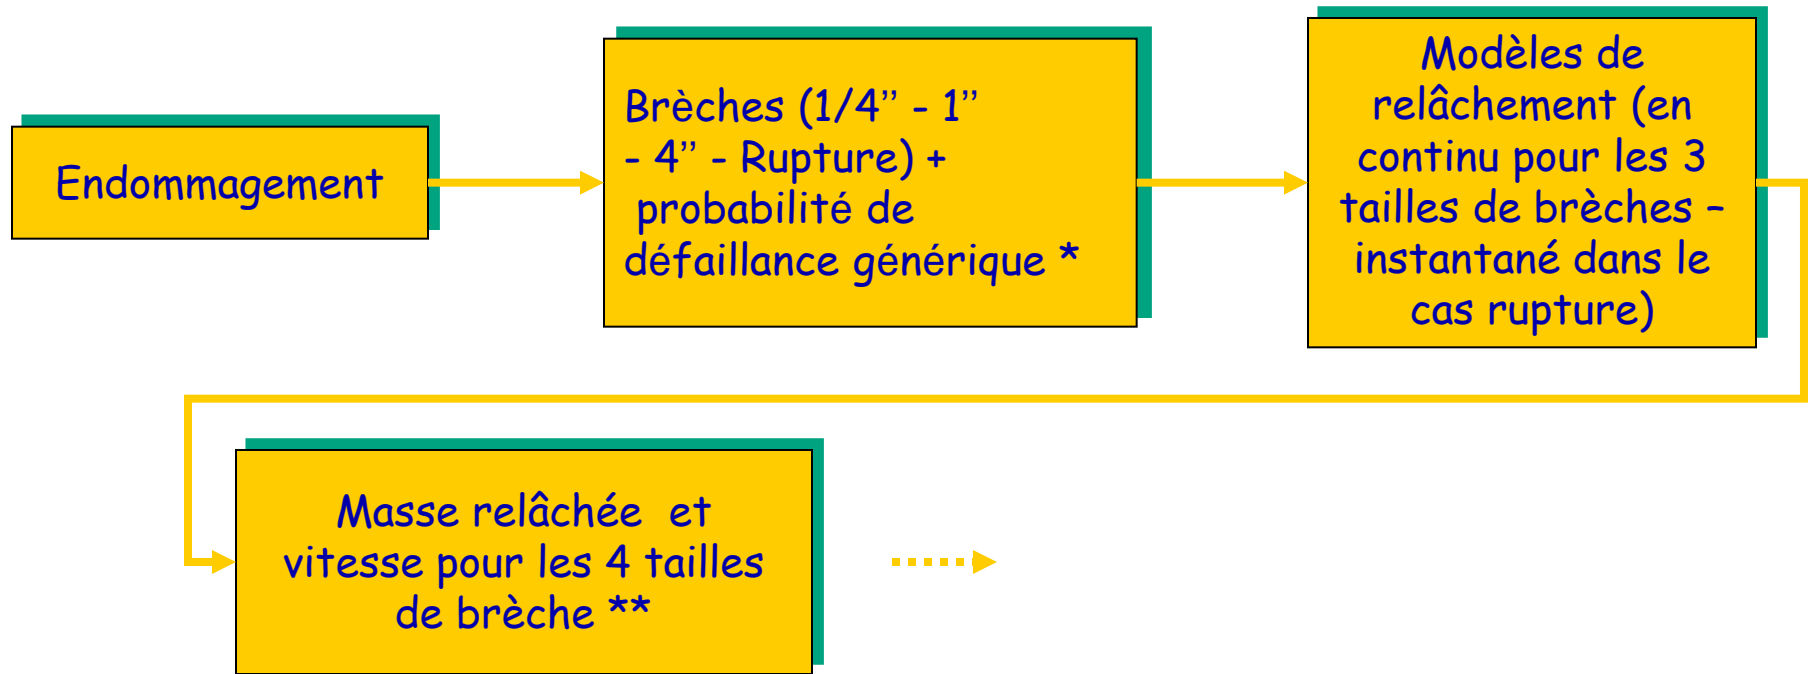 Endommagement
Brèches (1/4’’ - 1’’
- 4’’ - Rupture) +
probabilité de
défaillance générique *
Modèles de
relâchement (en
continu pour les 3
tailles de brèches –
instantané dans le
cas rupture)
Masse relâchée et
vitesse pour les 4 tailles
de brèche **